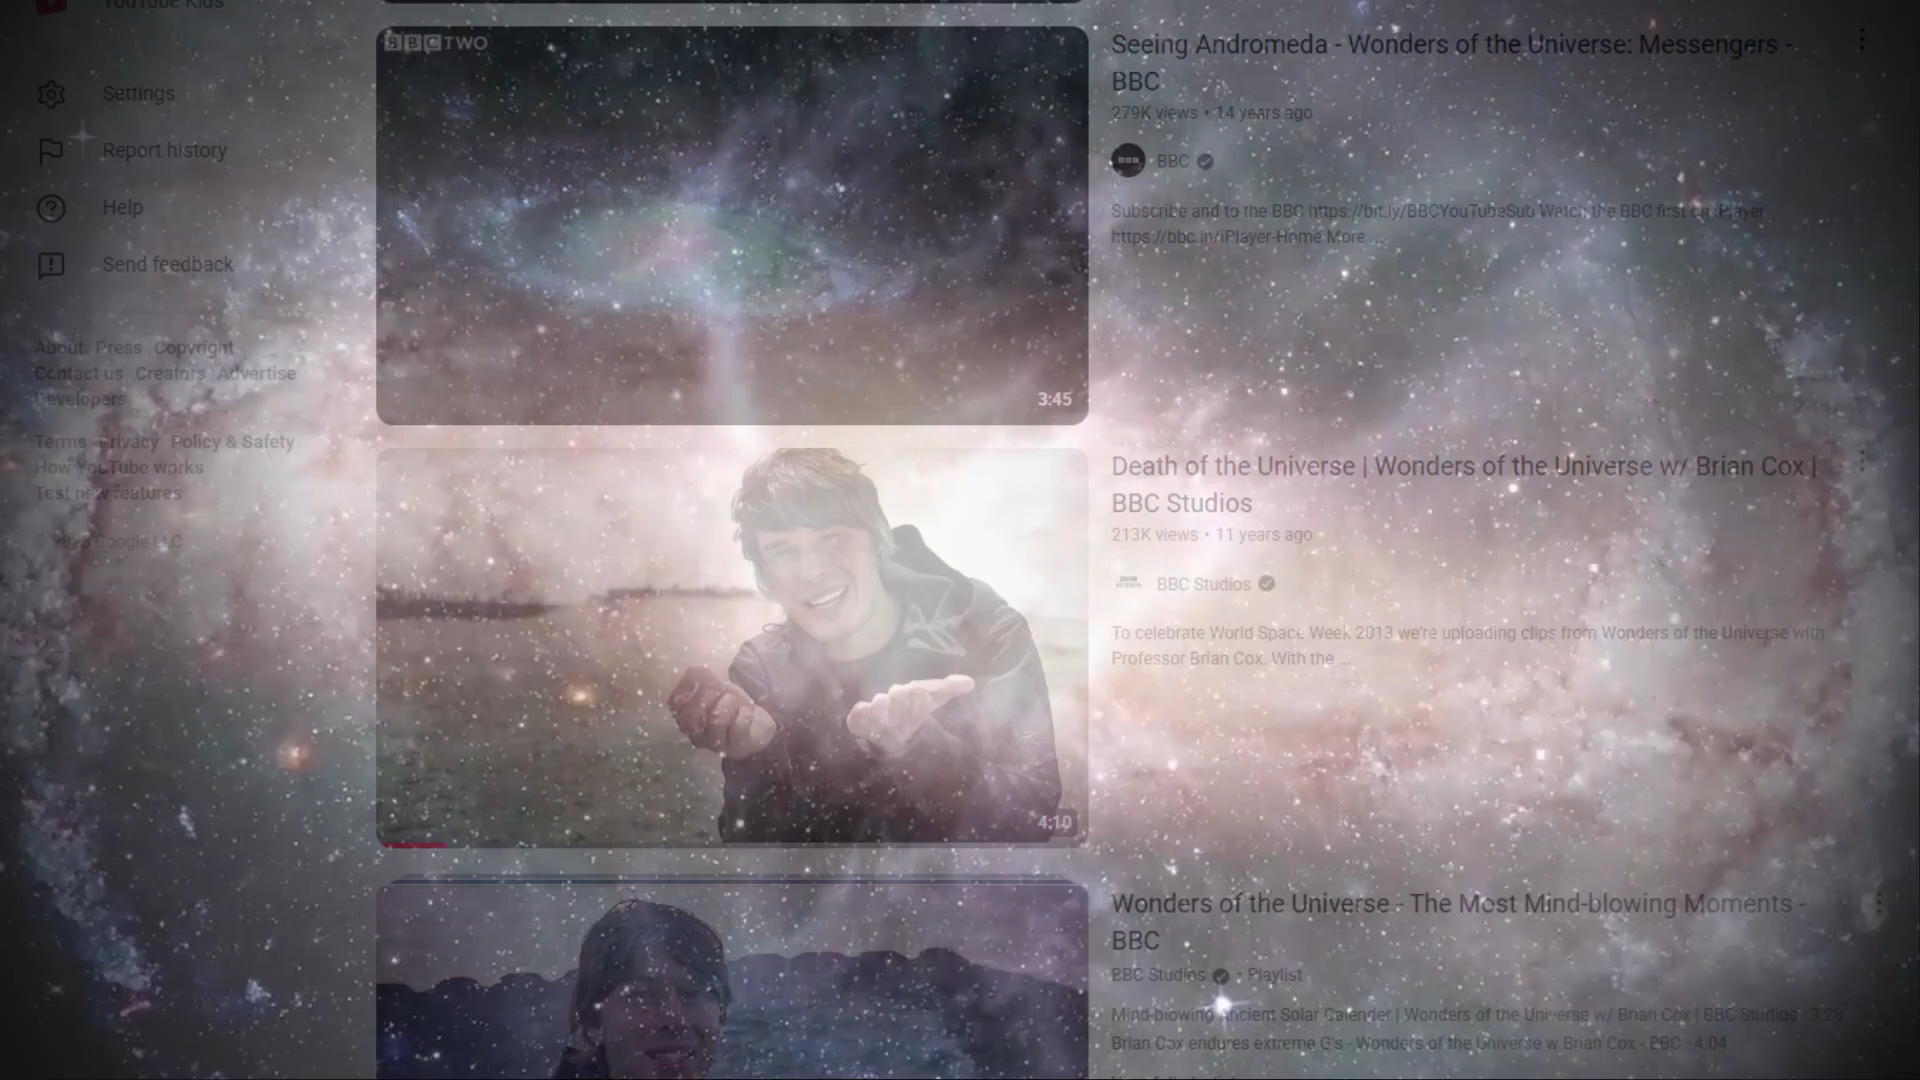 YouTube Kids
Settings
Report history
Help
Send feedback
About Press Copyright
Contact us Creators Advertise
Developers
Terms Privacy Policy & Safety
How YouTube works
Test new features
Google LLC
BBC TWO
3:45
Seeing Andromeda - Wonders of the Universe: Messengers -
BBC
279K views • 14 years ago
BBC
Subscribe and to the BBC https://bit.ly/BBCYouTubeSub Watch the BBC first on iPlayer
https://bbc.in/iPlayer-Home More ...
4:10
Death of the Universe | Wonders of the Universe w/ Brian Cox |
BBC Studios
213K views • 11 years ago
BBC Studios
To celebrate World Space Week 2013 we're uploading clips from Wonders of the Universe with
Professor Brian Cox. With the ...
Wonders of the Universe - The Most Mind-blowing Moments -
BBC
BBC Studios • Playlist
Mind-blowing Ancient Solar Calender | Wonders of the Universe w/ Brian Cox | BBC Studios · 3:28
Brian Cox endures extreme G's - Wonders of the Universe w Brian Cox - BBC · 4:04